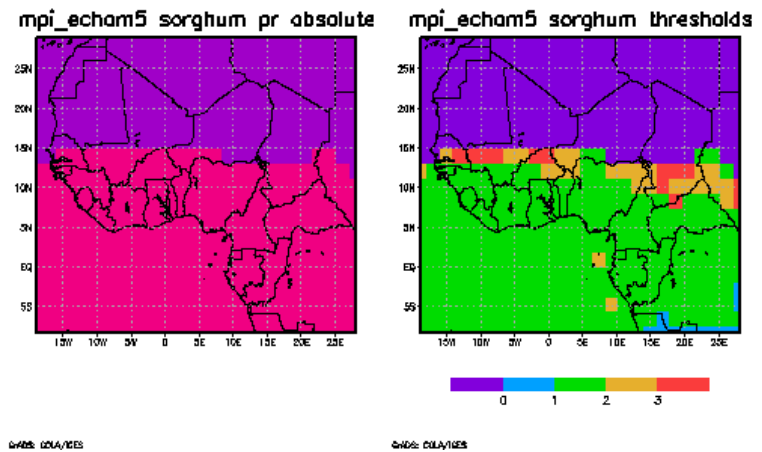 mpi_echam5 sorghum pr absolute
mpi_echam5 sorghum thresholds
25N
20N
15N
10N
5N
EQ
5S
15W 10W 5W 0 5E 10E 15E 20E 25E
25N
20N
15N
10N
5N
EQ
5S
15W 10W 5W 0 5E 10E 15E 20E 25E
0 1 2 3
GrADS: COLA/IGES
GrADS: COLA/IGES